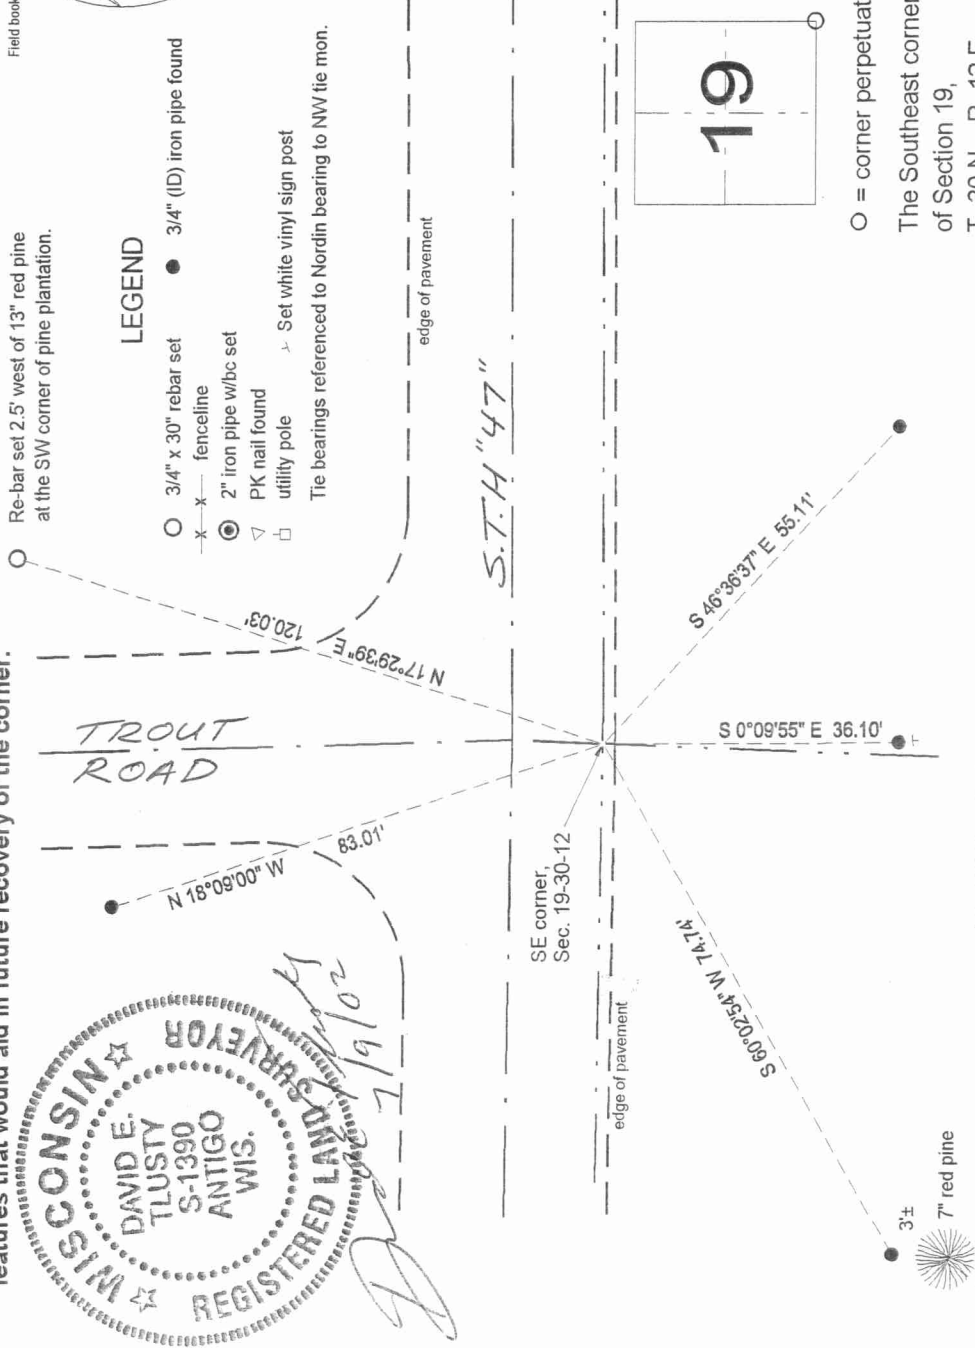 features that would aid in future recovery of the corner.
Field book
Re-bar set 2.5' west of 13" red pine
at the SW corner of pine plantation.
LEGEND
3/4" x 30" rebar set
3/4" (ID) iron pipe found
x x fenceline
2" iron pipe w/bc set
PK nail found
utility pole
Set white vinyl sign post
Tie bearings referenced to Nordin bearing to NW tie mon.
WISCONSIN
DAVID E.
TLUSTY
S-1390
ANTIGO
WIS.
REGISTERED LAND SURVEYOR
7/9/02
TROUT
ROAD
N 18°09'00" W
83.01'
N 17°29'39" E
120.03'
edge of pavement
S.T.H "47"
SE corner,
Sec. 19-30-12
edge of pavement
S 60°02'54" W 74.74'
S 0°09'55" E 36.10'
S 46°36'37" E 55.11'
3'±
7" red pine
19
O = corner perpetuat
The Southeast corner
of Section 19,